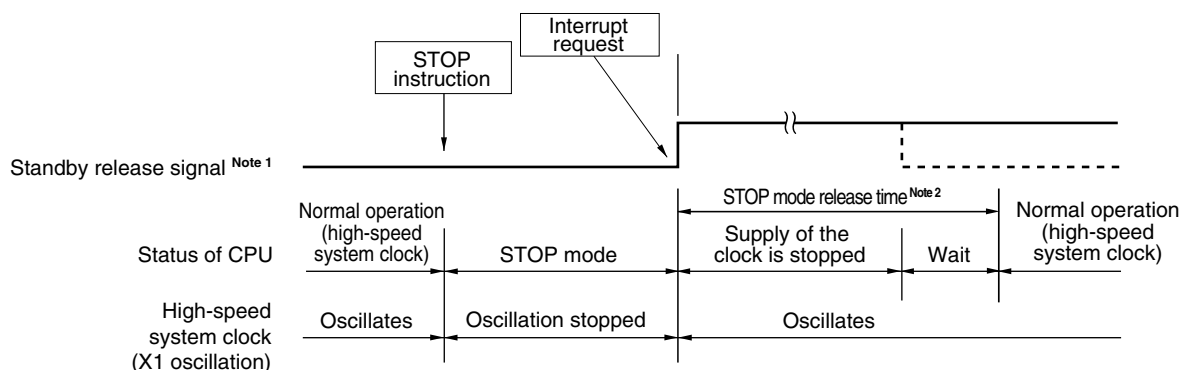 Interrupt
request
STOP
instruction
Standby release signal Note 1
STOP mode release time Note 2
Normal operation
(high-speed
system clock)
Supply of the
clock is stopped
Normal operation
(high-speed
system clock)
Status of CPU
STOP mode
Wait
High-speed
system clock
(X1 oscillation)
Oscillates
Oscillation stopped
Oscillates